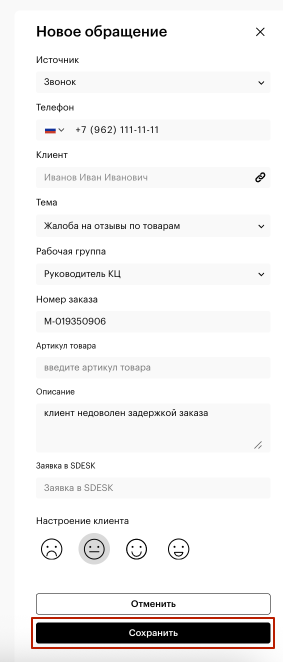 Новое обращение
Источник
Звонок
Телефон
+7 (962) 111-11-11
Клиент
Иванов Иван Иванович
Тема
Жалоба на отзывы по товарам
Рабочая группа
Руководитель КЦ
Номер заказа
М-019350906
Артикул товара
введите артикул товара
Описание
клиент недоволен задержкой заказа
Заявка в SDESK
Заявка в SDESK
Настроение клиента
Отменить
Сохранить